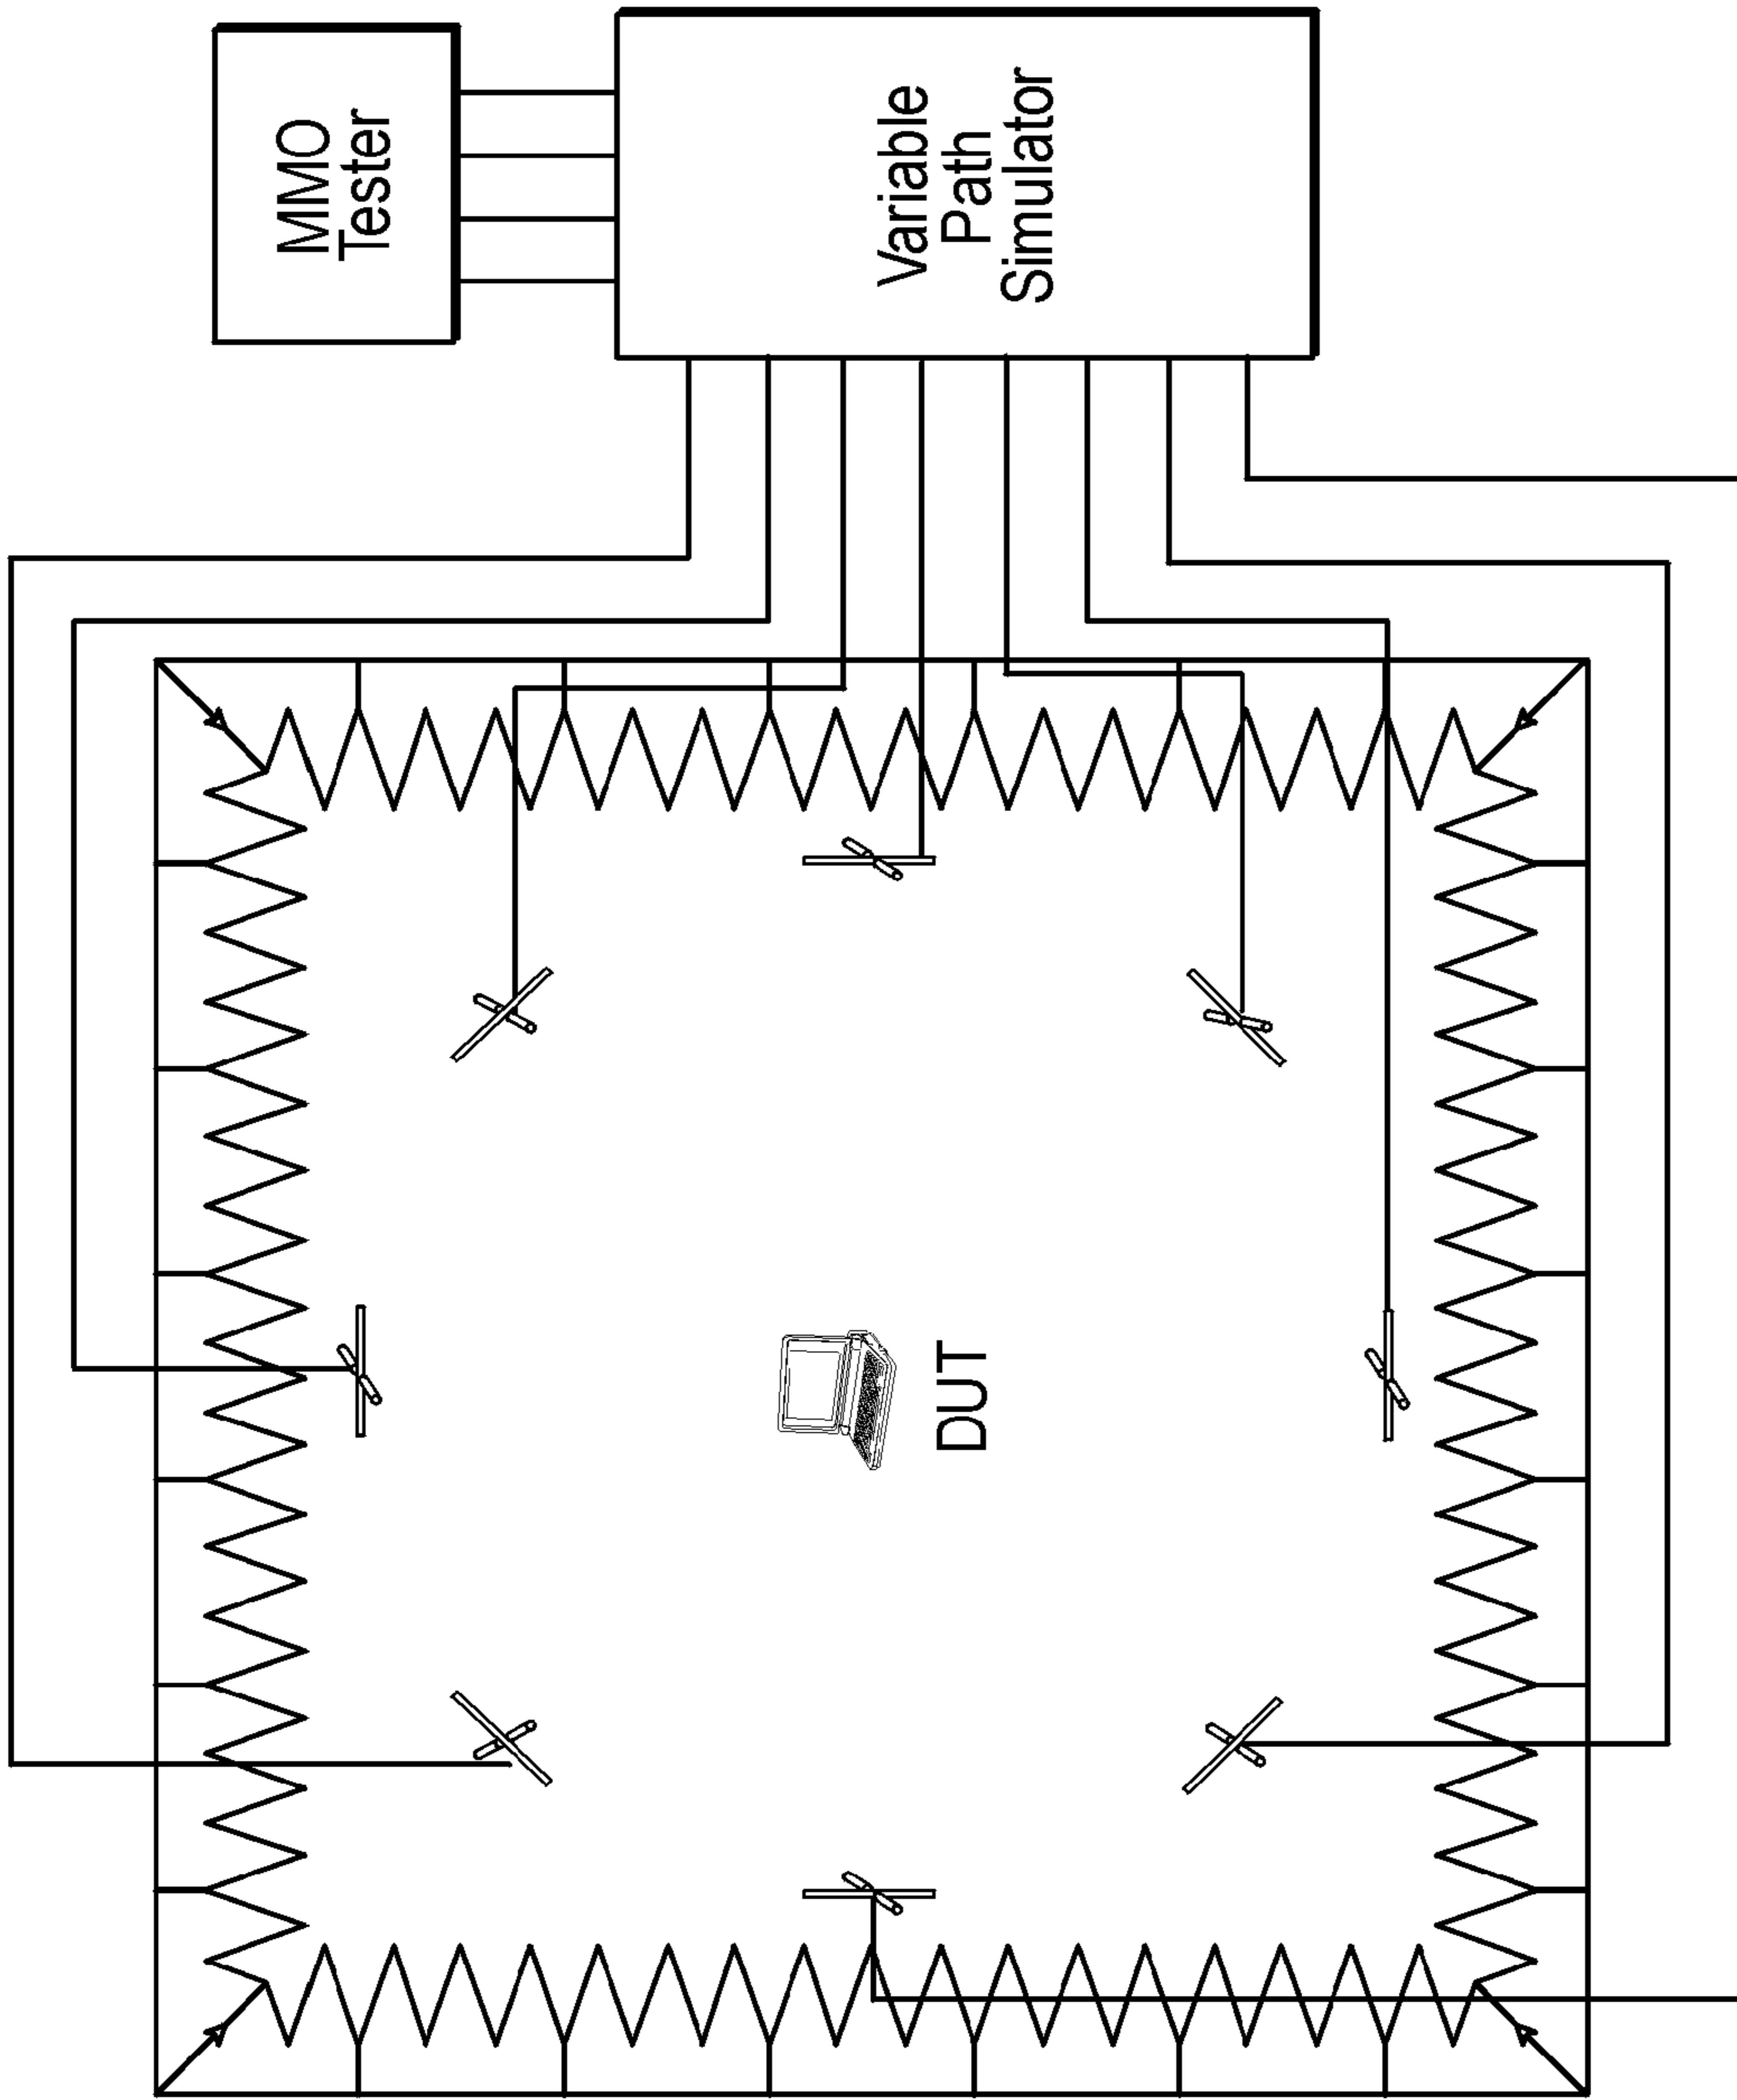 MIMO
Tester
Variable
Path
Simulator
DUT